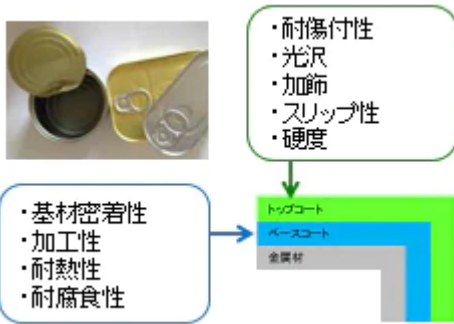 ・耐傷付性
・光沢
・加飾
・スリップ性
・硬度
トップコート
・基材密着性
・加工性
・耐熱性
・耐腐食性
ベースコート
金属材